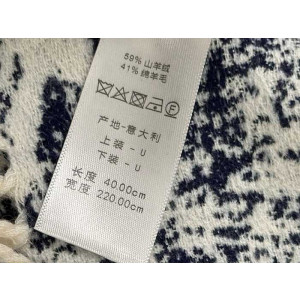 59% 山羊绒
41% 绵羊毛
产地-意大利
上装 - U
下装 - U
长度 40.00cm
宽度 220.00cm